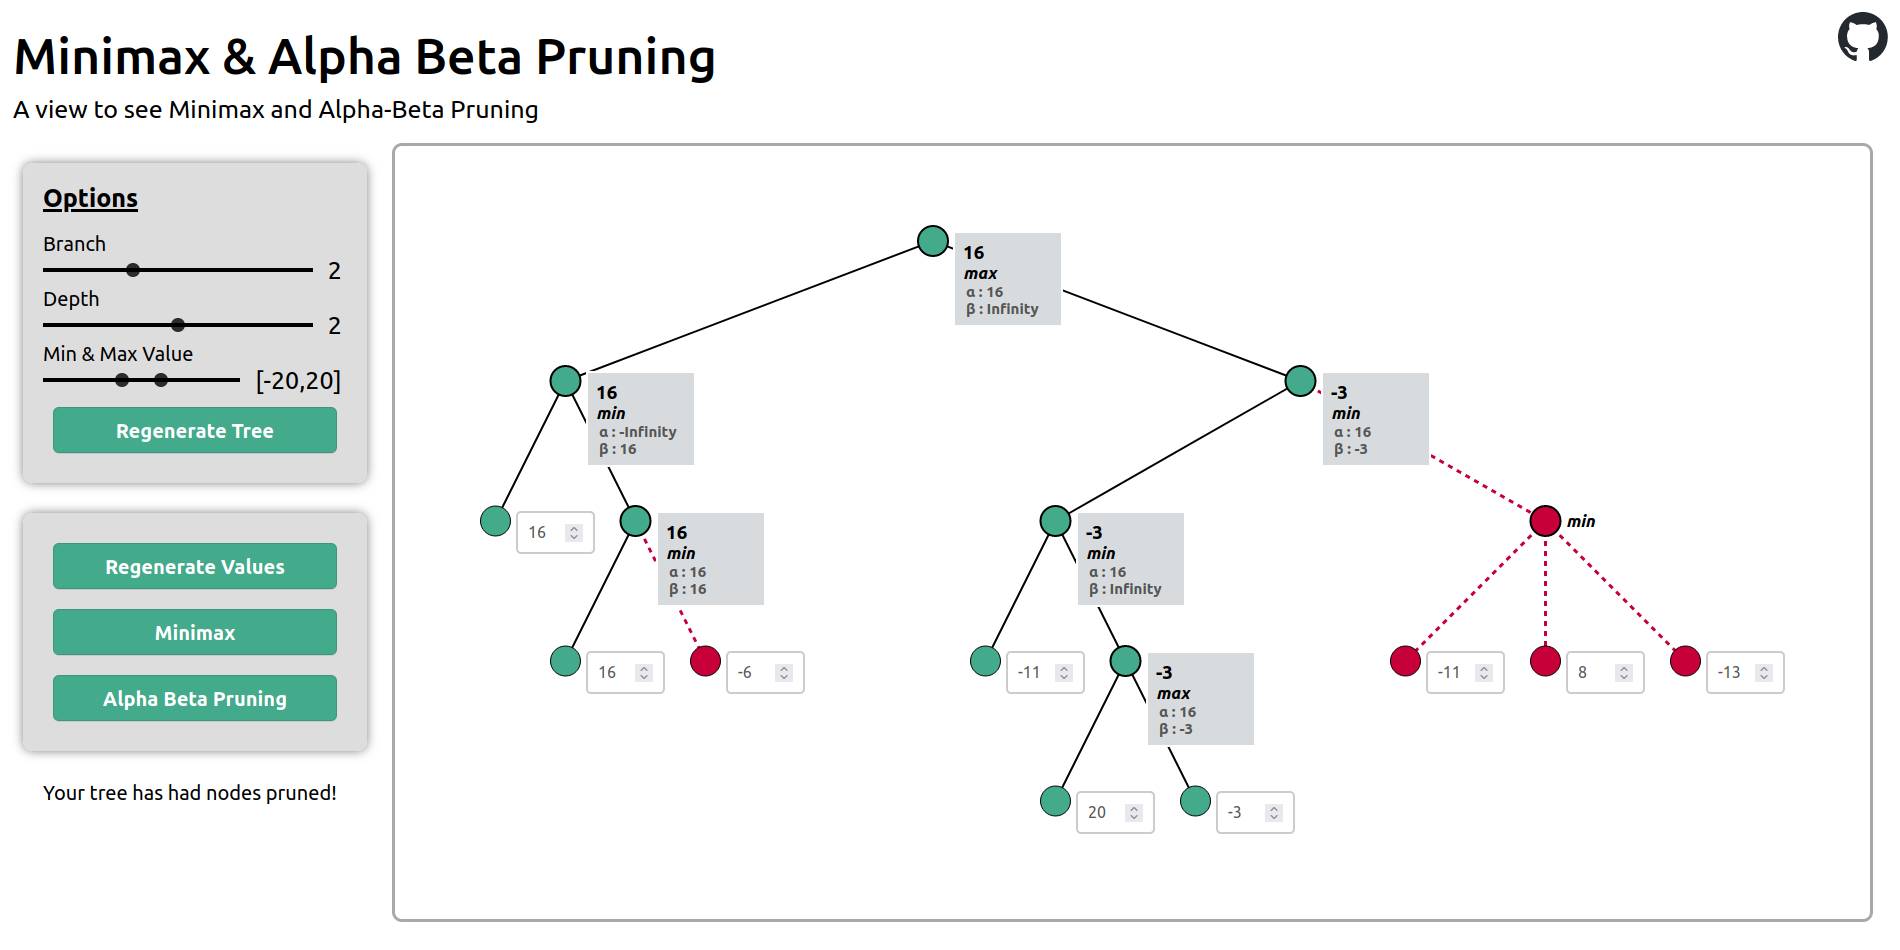 Minimax & Alpha Beta Pruning
A view to see Minimax and Alpha-Beta Pruning
Options
Branch
2
Depth
2
Min & Max Value
[-20,20]
Regenerate Tree
Regenerate Values
Minimax
Alpha Beta Pruning
Your tree has had nodes pruned!
16
max
α : 16
β : Infinity
16
min
α : -Infinity
β : 16
-3
min
α : 16
β : -3
16
16
min
α : 16
β : 16
-3
min
α : 16
β : Infinity
min
16
-6
-11
-3
max
α : 16
β : -3
-11
8
-13
20
-3